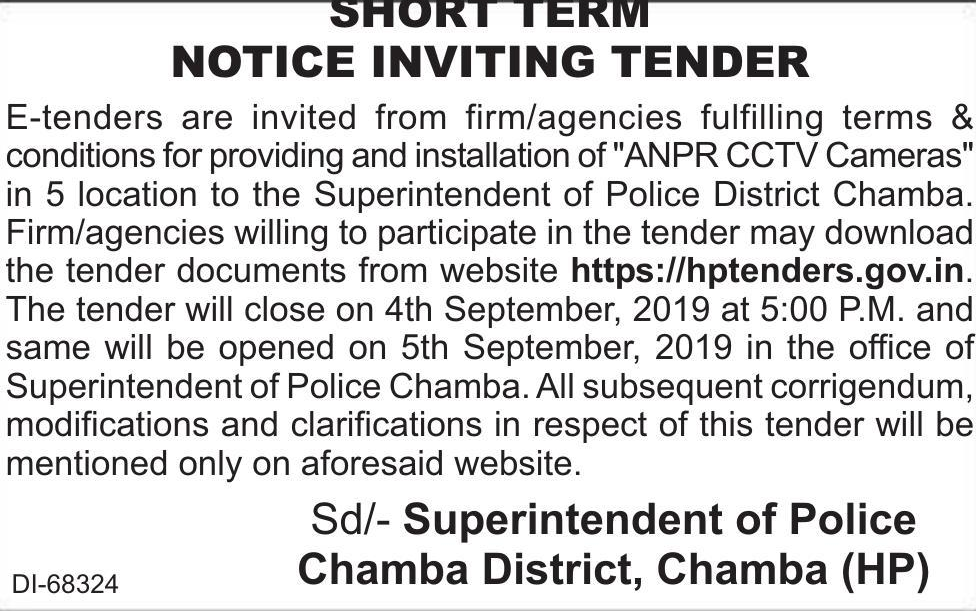 SHORT TERM
NOTICE INVITING TENDER
E-tenders are invited from firm/agencies fulfilling terms &
conditions for providing and installation of "ANPR CCTV Cameras"
in 5 location to the Superintendent of Police District Chamba.
Firm/agencies willing to participate in the tender may download
the tender documents from website https://hptenders.gov.in.
The tender will close on 4th September, 2019 at 5:00 P.M. and
same will be opened on 5th September, 2019 in the office of
Superintendent of Police Chamba. All subsequent corrigendum,
modifications and clarifications in respect of this tender will be
mentioned only on aforesaid website.
Sd/- Superintendent of Police
Chamba District, Chamba (HP)
DI-68324